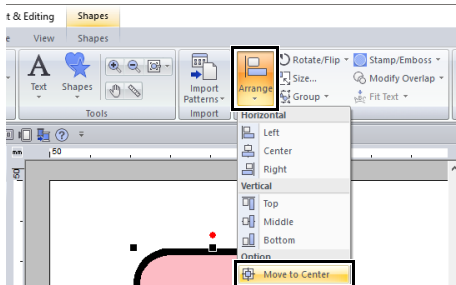 t & Editing Shapes
e View Shapes
Text Shapes
Tools
Import Patterns
Import
Arrange
Rotate/Flip
Size...
Group
Stamp/Emboss
Modify Overlap
Fit Text
mm 50
Horizontal
Left
Center
Right
Vertical
Top
Middle
Bottom
Option
Move to Center